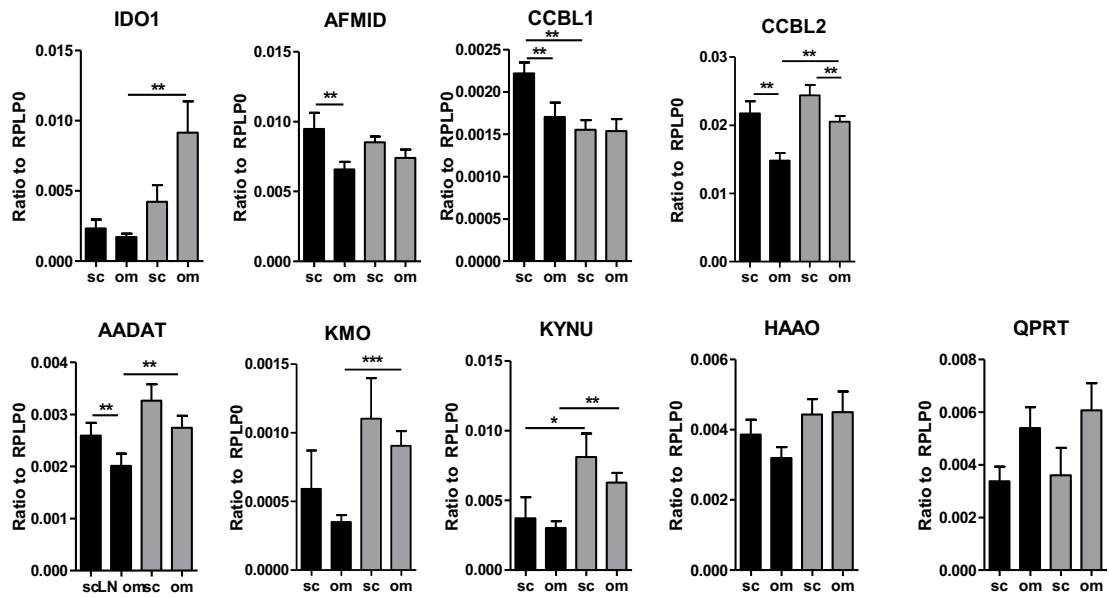 IDO1
Ratio to RPLP0
0.015
0.010
0.005
0.000
**
sc om sc om
AFMID
Ratio to RPLP0
0.015
0.010
0.005
0.000
**
sc om sc om
CCBL1
Ratio to RPLP0
0.0025
0.0020
0.0015
0.0010
0.0005
0.0000
**
**
sc om sc om
CCBL2
Ratio to RPLP0
0.03
0.02
0.01
0.00
**
**
**
sc om sc om
AADAT
Ratio to RPLP0
0.004
0.003
0.002
0.001
0.000
**
**
scLN omsc om
KMO
Ratio to RPLP0
0.0015
0.0010
0.0005
0.0000
***
sc om sc om
KYNU
Ratio to RPLP0
0.015
0.010
0.005
0.000
**
*
sc om sc om
HAAO
Ratio to RPLP0
0.006
0.004
0.002
0.000
sc om sc om
QPRT
Ratio to RPLP0
0.008
0.006
0.004
0.002
0.000
sc om sc om